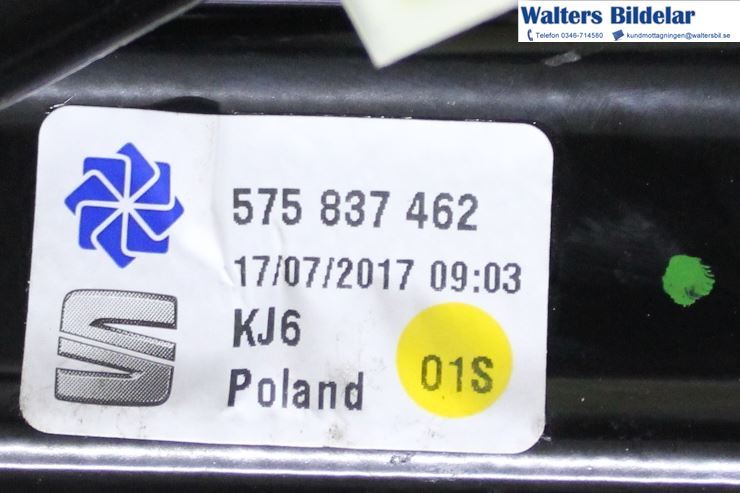 Walters Bildelar
Telefon 0346-714580 kundmottagningen@waltersbil.se
575 837 462
17/07/2017 09:03
KJ6
01S
Poland